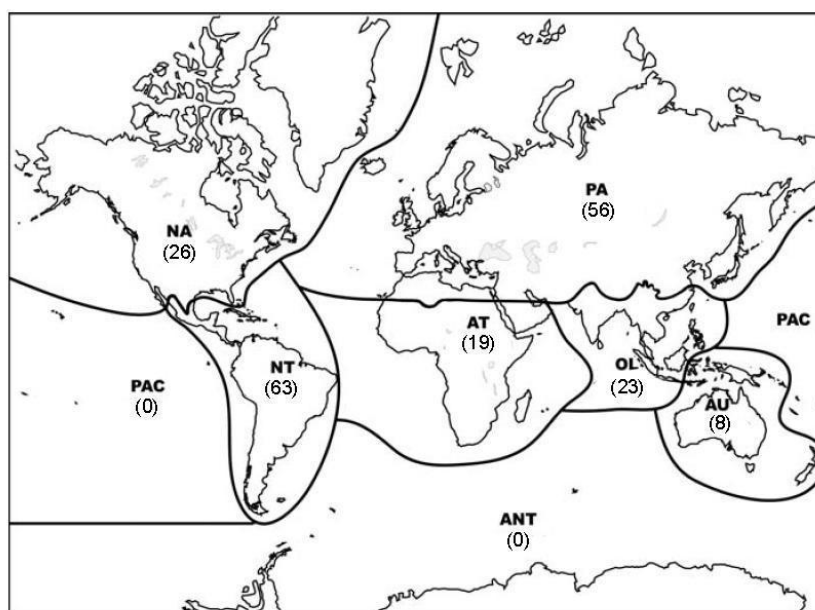 NA
(26)
PA
(56)
AT
(19)
PAC
NT
(63)
OL
(23)
PAC
(0)
AU
(8)
ANT
(0)